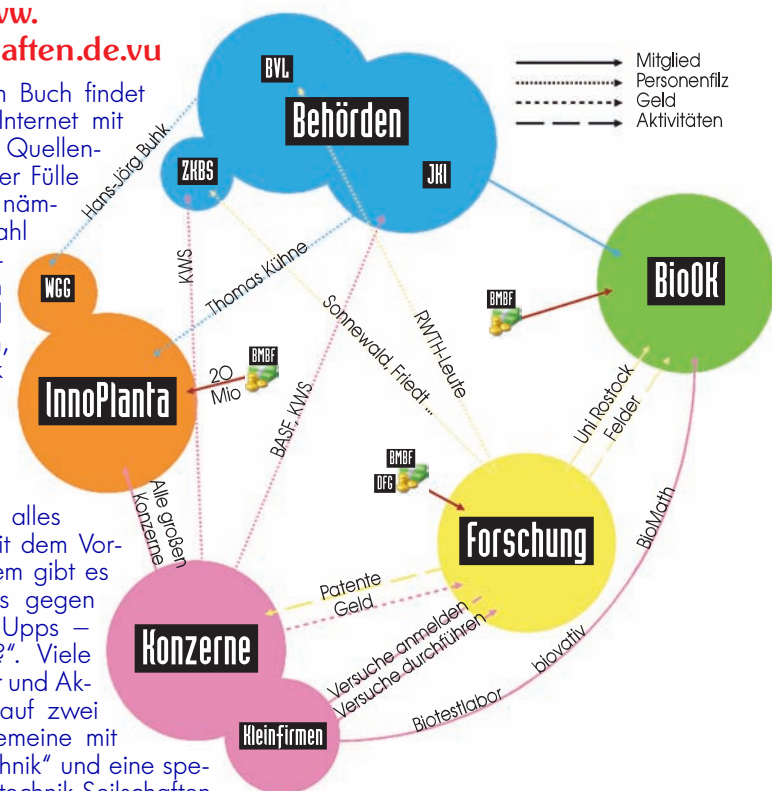 ww.
aften.de.vu
n Buch findet
Internet mit
Quellen-
er Fülle
näm-
ahl
-
alles
it dem Vor-
em gibt es
s gegen
Upps –
?“. Viele
r und Ak-
auf zwei
emeine mit
hnik“ und eine spe-
technik-Seilschaften
Mitglied
Personenfilz
Geld
Aktivitäten
BVL
Behörden
ZKBS
JKI
Hans-Jörg Buhk
WGG
KWS
Thomas Kühne
BioOK
BMBF
InnoPlanta
20
Mio
BMBF
Sonnewald, Friedt ...
RWTH-Leute
BASF, KWS
Uni Rostock
Felder
BMBF
DFG
Forschung
Alle großen
Konzerne
Patente
Geld
Konzerne
Versuche anmelden
Versuche durchführen
Kleinfirmen
Biotestlabor
biovativ
BioMath